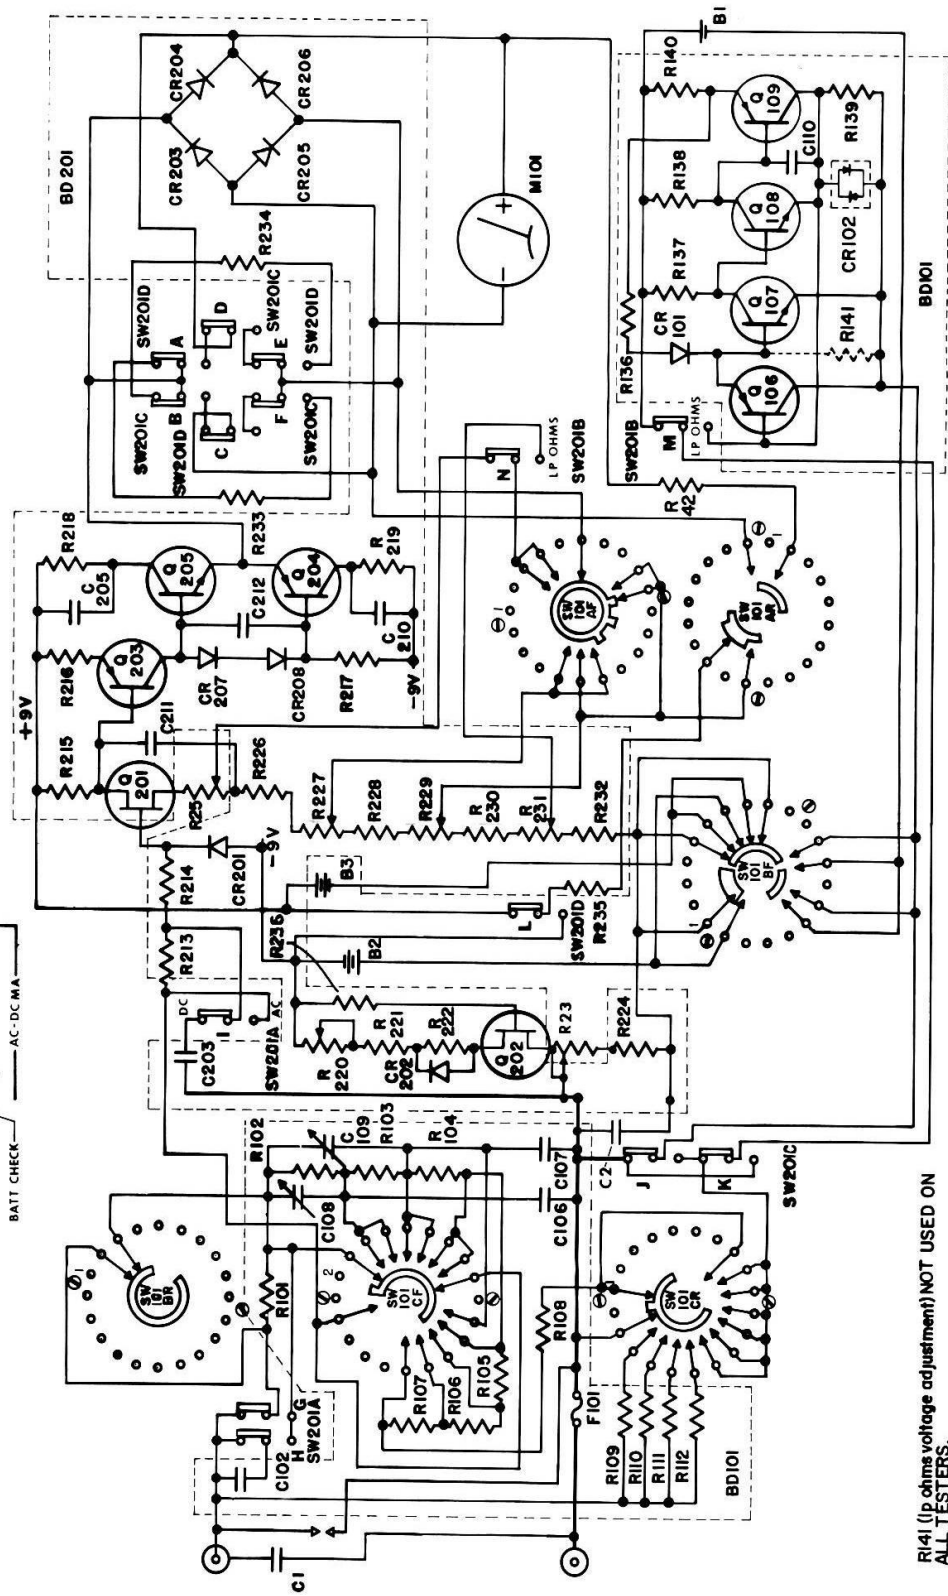 BATT CHECK
AC-DC MA
BD201
CR204
CR206
CR203
CR205
M101
R234
SW201D
A
D
SW201C
E
SW201D
SW201C
B
SW201D
C
F
SW201C
R140
B1
Q 109
R139
C110
R138
Q 108
CR102
R137
Q 107
BD101
R136
CR 101
R141
Q 106
SW201B
M
LP OHMS
N
LP OHMS
SW201B
R 42
R218
C 205
Q 205
R233
R 219
C212
Q 204
C 210
-9V
+9V
R216
Q 203
CR 207
CR208
R217
R215
C211
Q 201
R25
R226
R227
R228
R229
R 230
R 231
R232
SW 101 AF
1
SW 101 AR
1
R214
CR201
-9V
R213
B3
R236
L
R235
SW201D
B2
SW 101 BF
1
DC
C203
I
AC
SW201A
R 220
R 221
R 222
CR 202
Q 202
R23
R224
R102
C 109
R103
R 104
C107
C2
J
K
SW201C
SW 101 BR
1
R101
C108
C106
2
SW 101 CF
R107
R106
R105
R108
F101
SW 101 CR
G
H
SW201A
C102
C1
R109
R110
R111
R112
BD101
R141 (lp ohms voltage adjustment) NOT USED ON
ALL TESTERS.